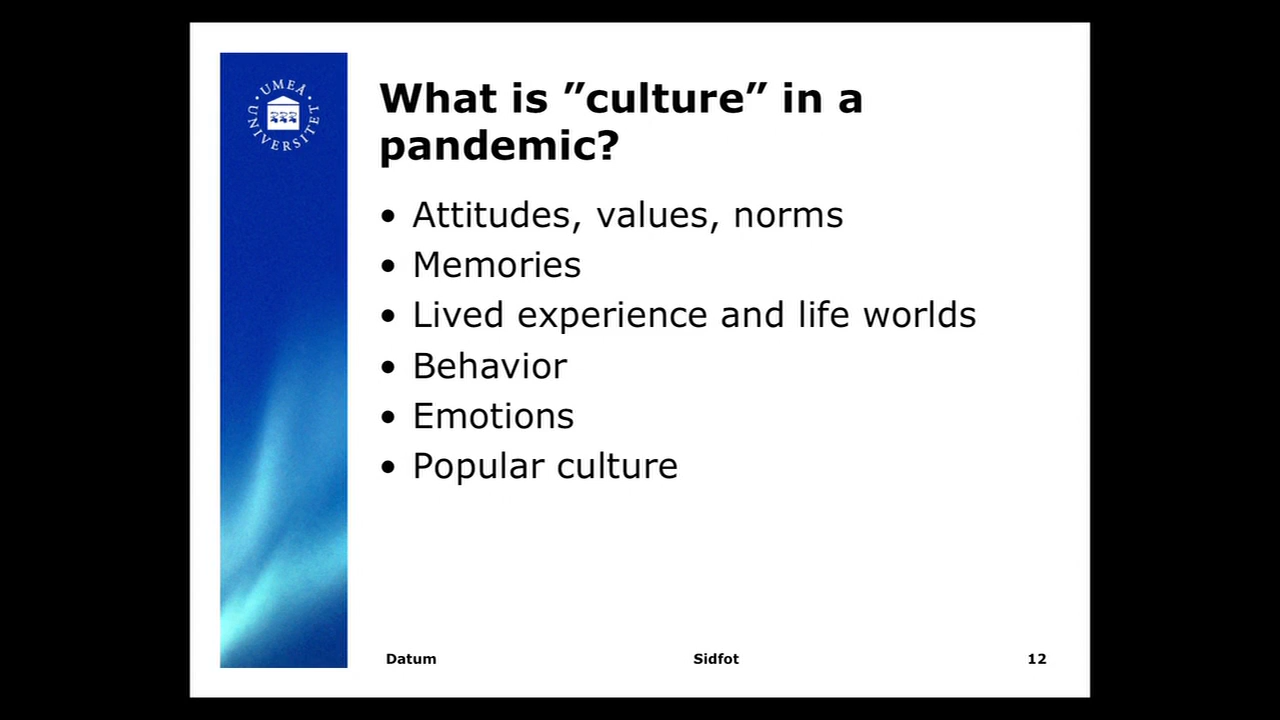 UMEÅ UNIVERSITET
What is ”culture” in a
pandemic?
• Attitudes, values, norms
• Memories
• Lived experience and life worlds
• Behavior
• Emotions
• Popular culture
Datum Sidfot 12